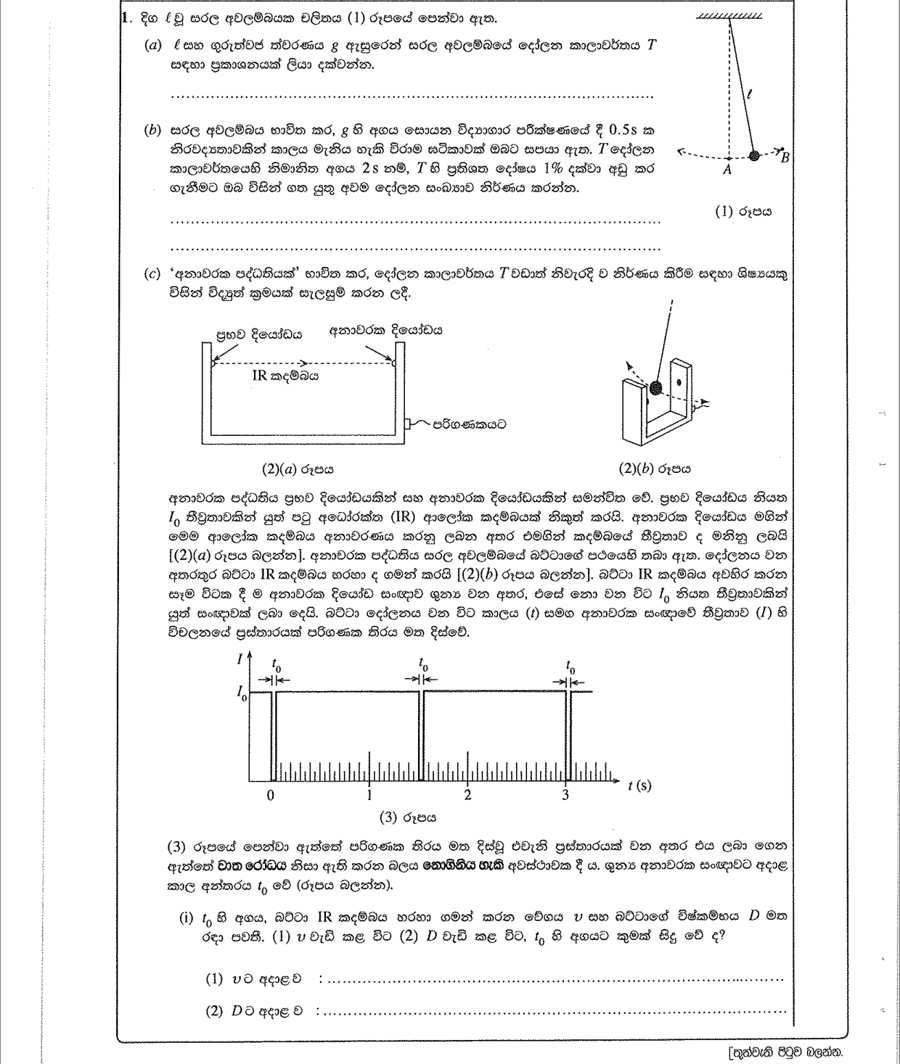 1. දිග ℓ වූ සරල අවලම්බයක චලිතය (1) රූපයේ පෙන්වා ඇත.
(a) ℓ සහ ගුරුත්වජ ත්වරණය g ඇසුරෙන් සරල අවලම්බයේ දෝලන කාලාවර්තය T
සඳහා ප්‍රකාශනයක් ලියා දක්වන්න.
(b) සරල අවලම්බය භාවිත කර, g හි අගය සොයන විද්‍යාගාර පරීක්ෂණයේ දී 0.5s ක
නිරවද්‍යතාවකින් කාලය මැනිය හැකි විරාම ඝටිකාවක් ඔබට සපයා ඇත. T දෝලන
කාලාවර්තයෙහි නිමානිත අගය 2 s නම්, T හි ප්‍රතිශත දෝෂය 1% දක්වා අඩු කර
ගැනීමට ඔබ විසින් ගත යුතු අවම දෝලන සංඛ්‍යාව නිර්ණය කරන්න.
ℓ
A
B
(1) රූපය
(c) 'අනාවරක පද්ධතියක්' භාවිත කර, දෝලන කාලාවර්තය T වඩාත් නිවැරදි ව නිර්ණය කිරීම සඳහා ශිෂ්‍යයකු
විසින් විද්‍යුත් ක්‍රමයක් සැලසුම් කරන ලදී.
ප්‍රභව දියෝඩය
අනාවරක දියෝඩය
IR කදම්බය
පරිගණකයට
(2)(a) රූපය
(2)(b) රූපය
අනාවරක පද්ධතිය ප්‍රභව දියෝඩයකින් සහ අනාවරක දියෝඩයකින් සමන්විත වේ. ප්‍රභව දියෝඩය නියත
I₀ තීව්‍රතාවකින් යුත් පටු අධෝරක්ත (IR) ආලෝක කදම්බයක් නිකුත් කරයි. අනාවරක දියෝඩය මගින්
මෙම ආලෝක කදම්බය අනාවරණය කරනු ලබන අතර එමගින් කදම්බයේ තීව්‍රතාව ද මනිනු ලබයි
[(2)(a) රූපය බලන්න]. අනාවරක පද්ධතිය සරල අවලම්බයේ බට්ටාගේ පථයෙහි තබා ඇත. දෝලනය වන
අතරතුර බට්ටා IR කදම්බය හරහා ද ගමන් කරයි [(2)(b) රූපය බලන්න]. බට්ටා IR කදම්බය අවහිර කරන
සෑම විටක දී ම අනාවරක දියෝඩ සංඥාව ශුන්‍ය වන අතර, එසේ නො වන විට I₀ නියත තීව්‍රතාවකින්
යුත් සංඥාවක් ලබා දෙයි. බට්ටා දෝලනය වන විට කාලය (t) සමග අනාවරක සංඥාවේ තීව්‍රතාව (I) හි
විචලනයේ ප්‍රස්තාරයක් පරිගණක තිරය මත දිස්වේ.
I
I₀
t₀
t₀
t₀
0
1
2
3
t (s)
(3) රූපය
(3) රූපයේ පෙන්වා ඇත්තේ පරිගණක තිරය මත දිස්වූ එවැනි ප්‍රස්තාරයක් වන අතර එය ලබා ගෙන
ඇත්තේ වාත රෝධය නිසා ඇති කරන බලය නොගිනිය හැකි අවස්ථාවක දී ය. ශුන්‍ය අනාවරක සංඥාවට අදාළ
කාල අන්තරය t₀ වේ (රූපය බලන්න).
(i) t₀ හි අගය, බට්ටා IR කදම්බය හරහා ගමන් කරන වේගය υ සහ බට්ටාගේ විෂ්කම්භය D මත
රඳා පවතී. (1) υ වැඩි කළ විට (2) D වැඩි කළ විට, t₀ හි අගයට කුමක් සිදු වේ ද?
(1) υ ට අදාළ ව :
(2) D ට අදාළ ව :
[තුන්වැනි පිටුව බලන්න.